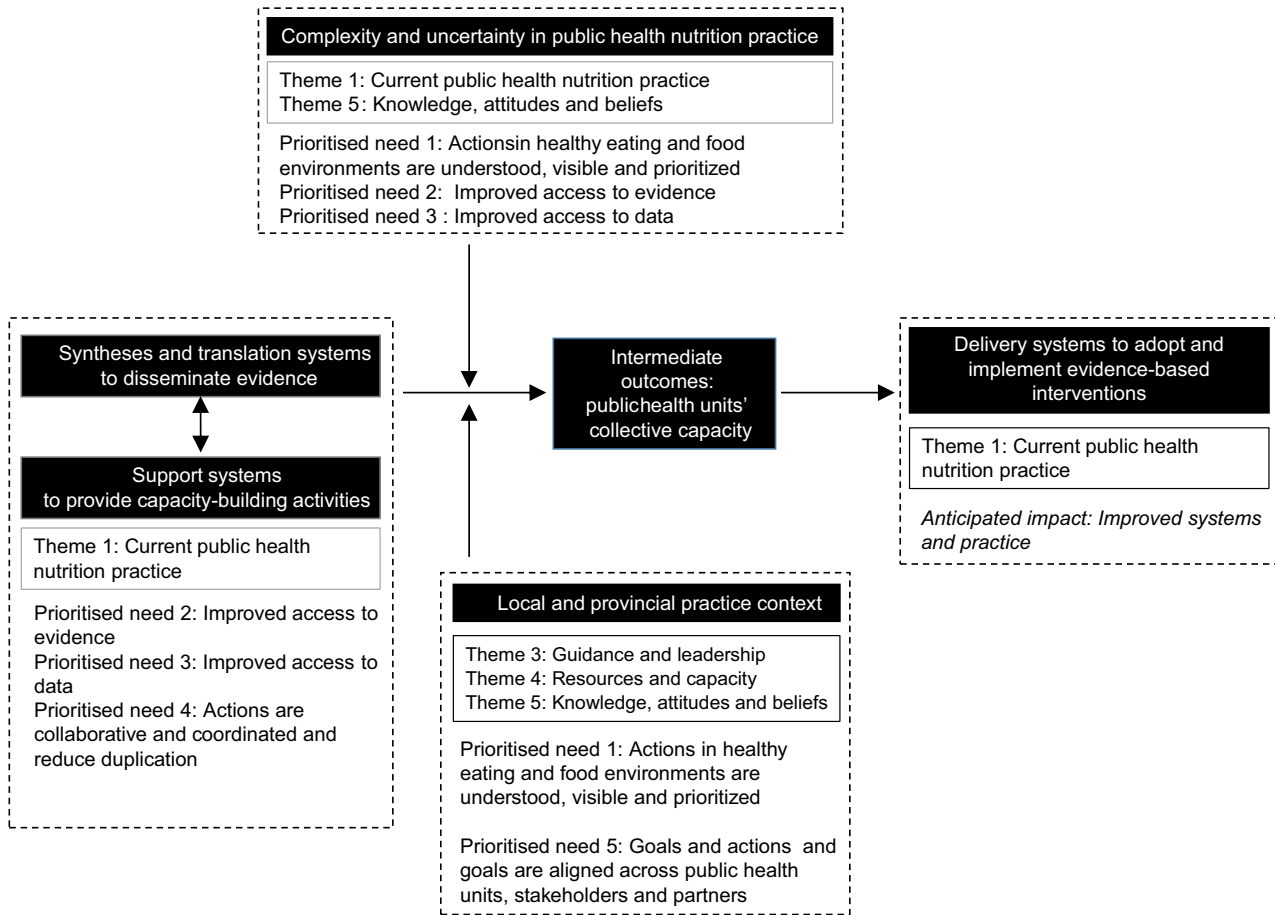 Complexity and uncertainty in public health nutrition practice
Theme 1: Current public health nutrition practice
Theme 5: Knowledge, attitudes and beliefs
Prioritised need 1: Actionsin healthy eating and food
environments are understood, visible and prioritized
Prioritised need 2: Improved access to evidence
Prioritised need 3 : Improved access to data
Syntheses and translation systems
to disseminate evidence
Support systems
to provide capacity-building activities
Theme 1: Current public health
nutrition practice
Prioritised need 2: Improved access to
evidence
Prioritised need 3: Improved access to
data
Prioritised need 4: Actions are
collaborative and coordinated and
reduce duplication
Intermediate
outcomes:
publichealth units’
collective capacity
Local and provincial practice context
Theme 3: Guidance and leadership
Theme 4: Resources and capacity
Theme 5: Knowledge, attitudes and beliefs
Prioritised need 1: Actions in healthy
eating and food environments are
understood, visible and prioritized
Prioritised need 5: Goals and actions and
goals are aligned across public health
units, stakeholders and partners
Delivery systems to adopt and
implement evidence-based
interventions
Theme 1: Current public health
nutrition practice
Anticipated impact: Improved systems
and practice